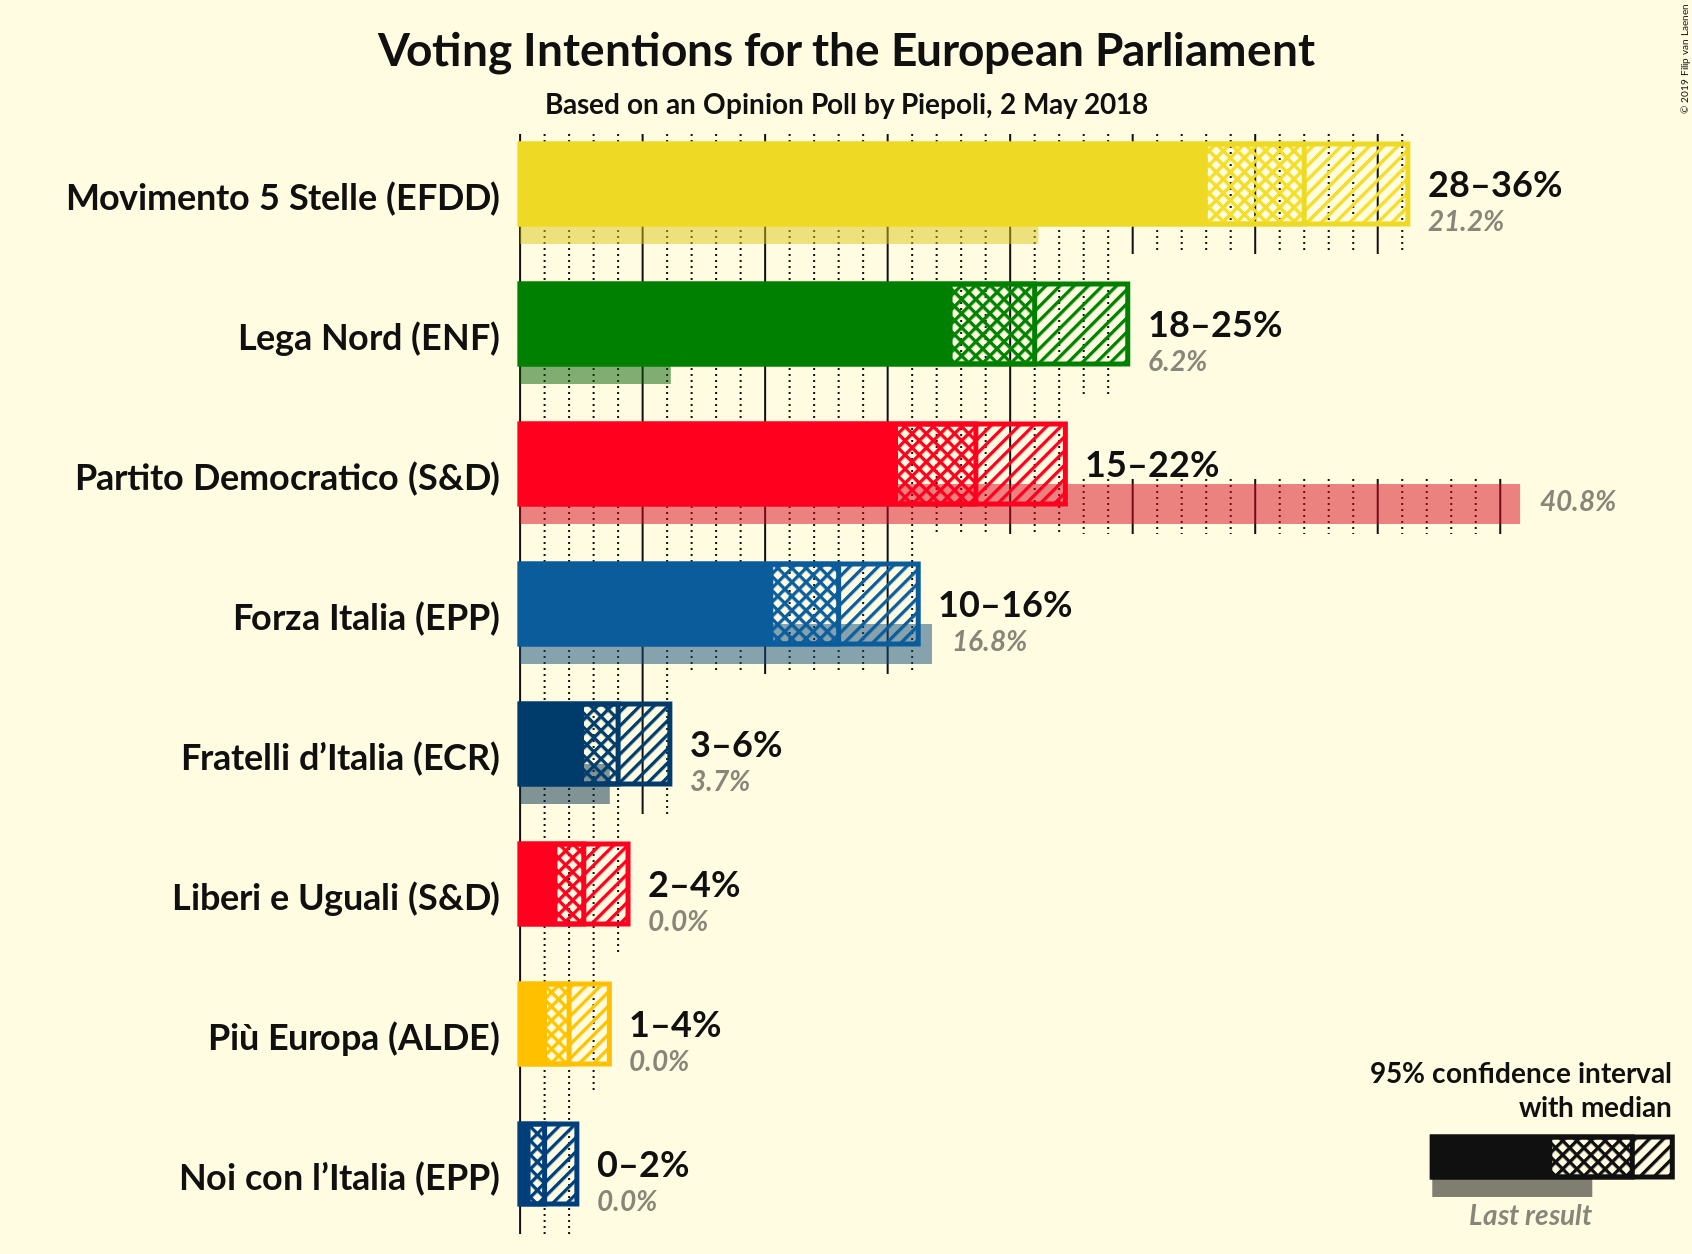 Voting Intentions for the European Parliament
Based on an Opinion Poll by Piepoli, 2 May 2018
© 2019 Filip van Laenen
Movimento 5 Stelle (EFDD)
28–36%
21.2%
Lega Nord (ENF)
18–25%
6.2%
Partito Democratico (S&D)
15–22%
40.8%
Forza Italia (EPP)
10–16%
16.8%
Fratelli d’Italia (ECR)
3–6%
3.7%
Liberi e Uguali (S&D)
2–4%
0.0%
Più Europa (ALDE)
1–4%
0.0%
Noi con l’Italia (EPP)
0–2%
0.0%
95% confidence interval
with median
Last result